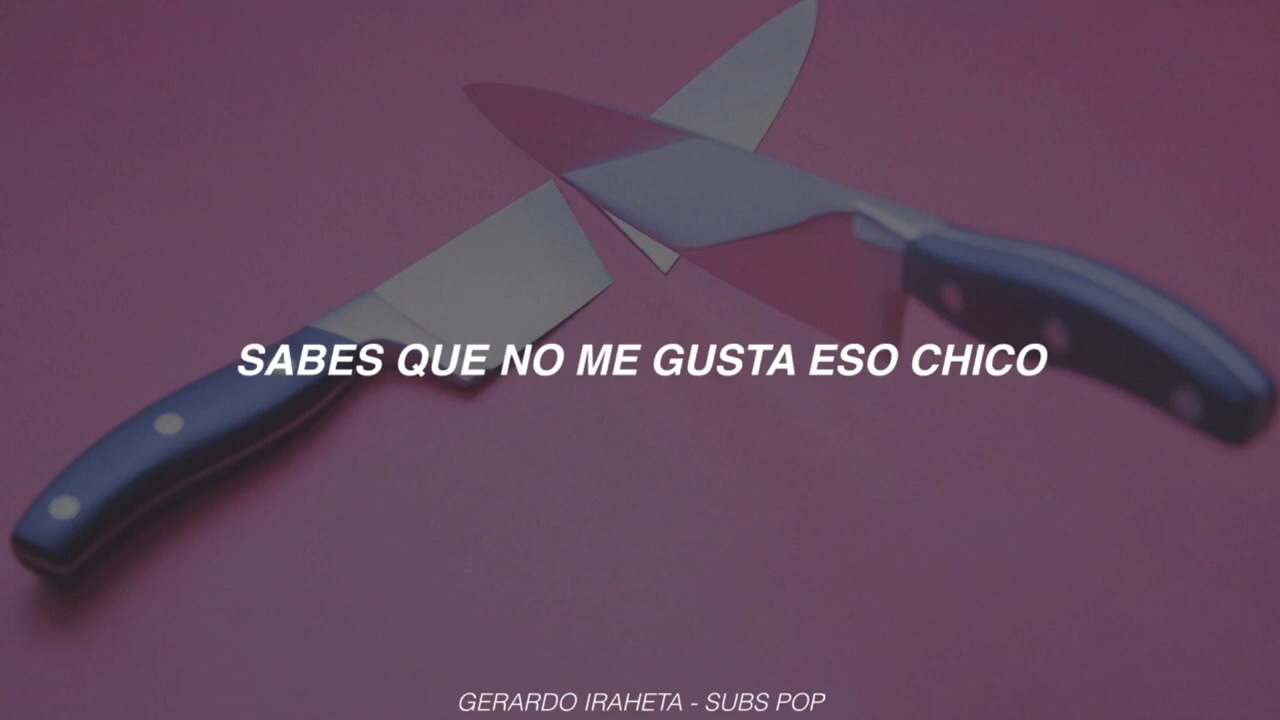 SABES QUE NO ME GUSTA ESO CHICO
GERARDO IRAHETA - SUBS POP